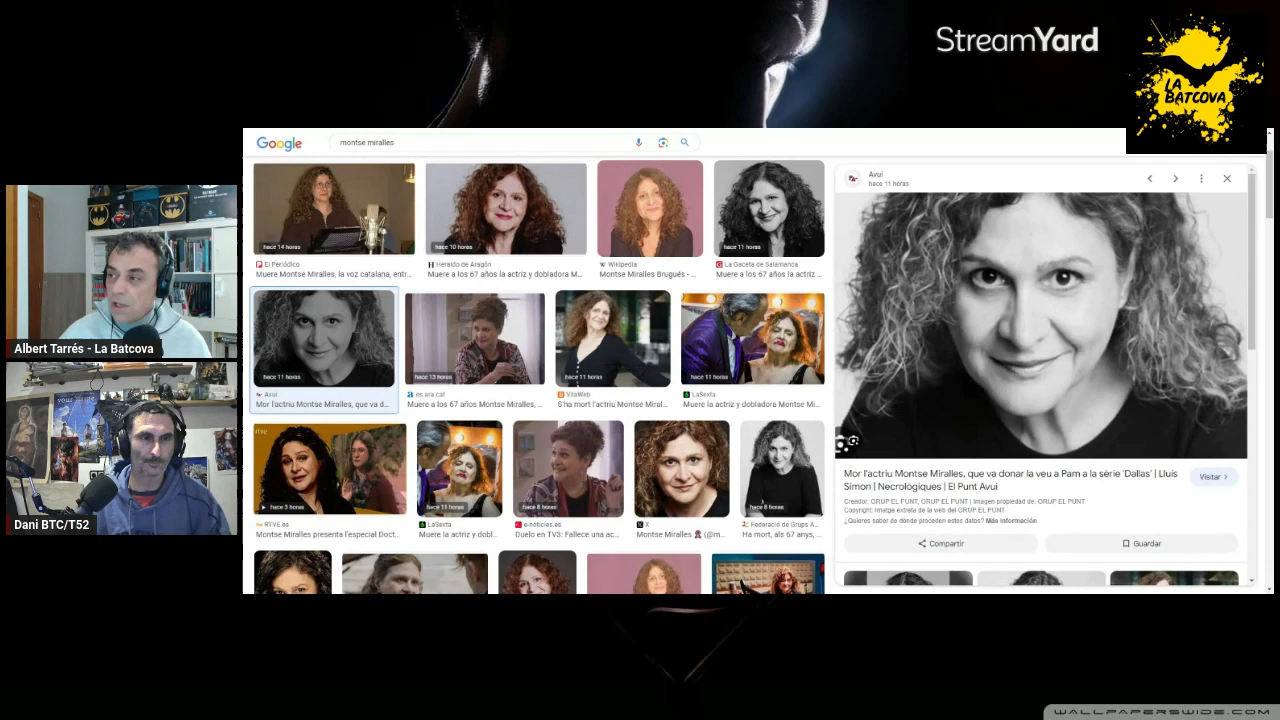 StreamYard
LA
BATCOVA
Google
montse miralles
hace 14 horas
El Periódico
Muere Montse Miralles, la voz catalana, entr...
hace 10 horas
Heraldo de Aragón
Muere a los 67 años la actriz y dobladora M...
Wikipedia
Montse Miralles Brugués - ...
hace 11 horas
La Gaceta de Salamanca
Muere a los 67 años la actriz ...
hace 11 horas
Avui
Mor l'actriu Montse Miralles, que va d...
hace 13 horas
es.ara.cat
Muere a los 67 años Montse Miralles, ...
hace 11 horas
VilaWeb
S'ha mort l'actriu Montse Miral...
hace 11 horas
LaSexta
Muere la actriz y dobladora Montse Mi...
rtve
hace 3 horas
RTVE.es
Montse Miralles presenta l'especial Doct...
hace 11 horas
LaSexta
Muere la actriz y dobl...
hace 8 horas
e-noticies.es
Duelo en TV3: Fallece una ac...
X
Montse Miralles (@m...
hace 8 horas
Federació de Grups A...
Ha mort, als 67 anys, ...
Avui
hace 11 horas
Mor l'actriu Montse Miralles, que va donar la veu a Pam a la sèrie 'Dallas' | Lluís
Simon | Necrològiques | El Punt Avui
Visitar
Creador: GRUP EL PUNT, GRUP EL PUNT | Imagen propiedad de: GRUP EL PUNT
Copyright: Imatge extreta de la web del GRUP EL PUNT
¿Quieres saber de dónde proceden estos datos? Más información
Compartir
Guardar
Albert Tarrés - La Batcova
Dani BTC/T52
WALLPAPERSWIDE.COM